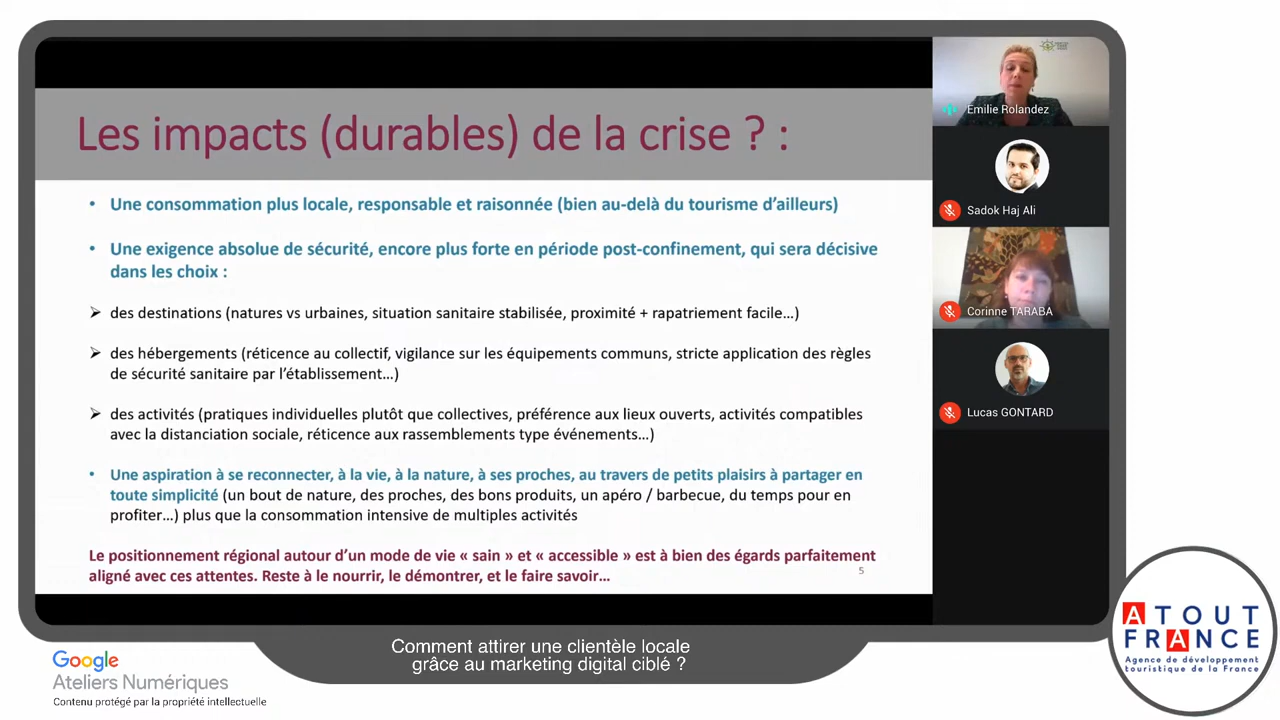 Les impacts (durables) de la crise ? :
• Une consommation plus locale, responsable et raisonnée (bien au-delà du tourisme d’ailleurs)
• Une exigence absolue de sécurité, encore plus forte en période post-confinement, qui sera décisive
dans les choix :
➢ des destinations (natures vs urbaines, situation sanitaire stabilisée, proximité + rapatriement facile…)
➢ des hébergements (réticence au collectif, vigilance sur les équipements communs, stricte application des règles
de sécurité sanitaire par l’établissement…)
➢ des activités (pratiques individuelles plutôt que collectives, préférence aux lieux ouverts, activités compatibles
avec la distanciation sociale, réticence aux rassemblements type événements…)
• Une aspiration à se reconnecter, à la vie, à la nature, à ses proches, au travers de petits plaisirs à partager en
toute simplicité (un bout de nature, des proches, des bons produits, un apéro / barbecue, du temps pour en
profiter…) plus que la consommation intensive de multiples activités
Le positionnement régional autour d’un mode de vie « sain » et « accessible » est à bien des égards parfaitement
aligné avec ces attentes. Reste à le nourrir, le démontrer, et le faire savoir…
5
Emilie Rolandez
Sadok Haj Ali
Corinne TARABA
Lucas GONTARD
Comment attirer une clientèle locale
grâce au marketing digital ciblé ?
Google
Ateliers Numériques
Contenu protégé par la propriété intellectuelle
ATOUT
FRANCE
Agence de développement
touristique de la France